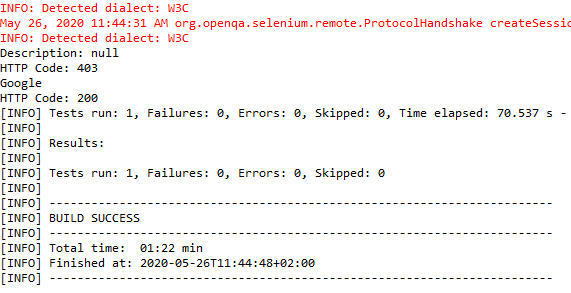 INFO: Detected dialect: W3C
May 26, 2020 11:44:31 AM org.openqa.selenium.remote.ProtocolHandshake createSessio
INFO: Detected dialect: W3C
Description: null
HTTP Code: 403
Google
HTTP Code: 200
[INFO] Tests run: 1, Failures: 0, Errors: 0, Skipped: 0, Time elapsed: 70.537 s -
[INFO]
[INFO] Results:
[INFO]
[INFO] Tests run: 1, Failures: 0, Errors: 0, Skipped: 0
[INFO]
[INFO] ------------------------------------------------------------------------
[INFO] BUILD SUCCESS
[INFO] ------------------------------------------------------------------------
[INFO] Total time:  01:22 min
[INFO] Finished at: 2020-05-26T11:44:48+02:00
[INFO] ------------------------------------------------------------------------